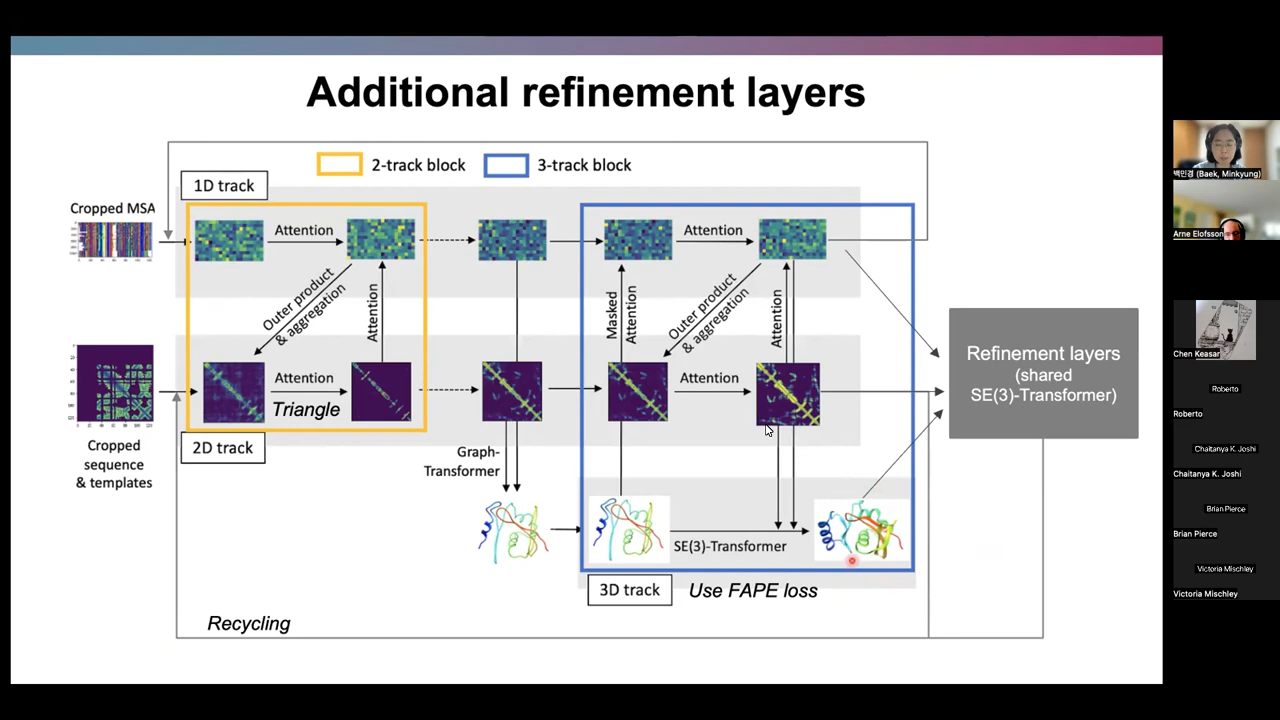 Additional refinement layers
2-track block
3-track block
1D track
Cropped MSA
Attention
Attention
Outer product
& aggregation
Attention
Masked
Attention
Outer product
& aggregation
Attention
Refinement layers
(shared
SE(3)-Transformer)
Attention
Triangle
Attention
Cropped
sequence
& templates
2D track
Graph-
Transformer
SE(3)-Transformer
3D track
Use FAPE loss
Recycling
백민경 (Baek, Minkyung)
Arne Elofsson
Chen Keasar
Roberto
Roberto
Chaitanya K. Joshi
Chaitanya K. Joshi
Brian Pierce
Brian Pierce
Victoria Mischley
Victoria Mischley